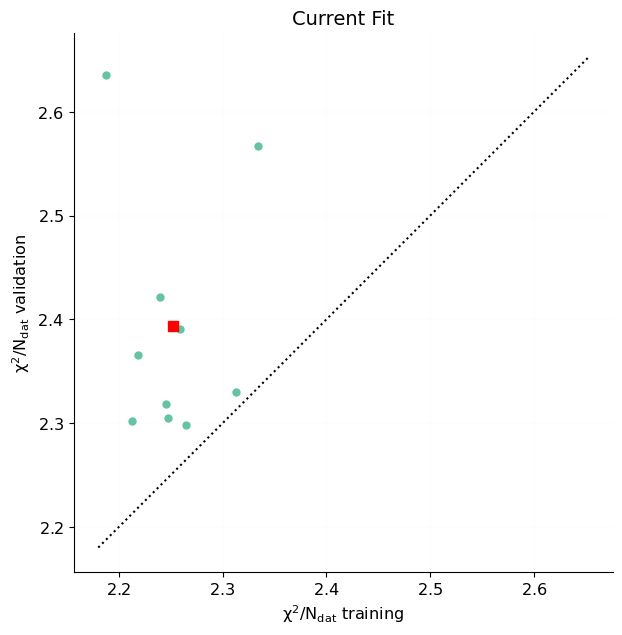 Current Fit
χ²/N_dat validation
2.6
2.5
2.4
2.3
2.2
2.2 2.3 2.4 2.5 2.6
χ²/N_dat training